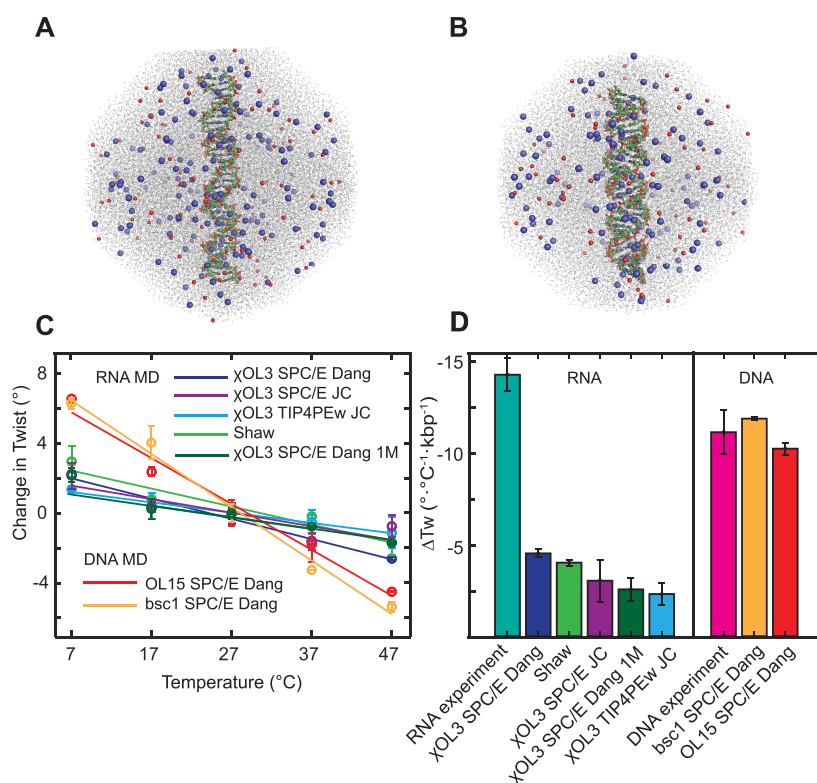 A
B
C
D
Change in Twist (°)
8
4
0
-4
-8
RNA MD
χOL3 SPC/E Dang
χOL3 SPC/E JC
χOL3 TIP4PEw JC
Shaw
χOL3 SPC/E Dang 1M
DNA MD
OL15 SPC/E Dang
bsc1 SPC/E Dang
7 17 27 37 47
Temperature (°C)
ΔTw (°·°C⁻¹·kbp⁻¹)
-15
-10
-5
RNA
DNA
RNA experiment
χOL3 SPC/E Dang
Shaw
χOL3 SPC/E JC
χOL3 SPC/E Dang 1M
χOL3 TIP4PEw JC
DNA experiment
bsc1 SPC/E Dang
OL15 SPC/E Dang